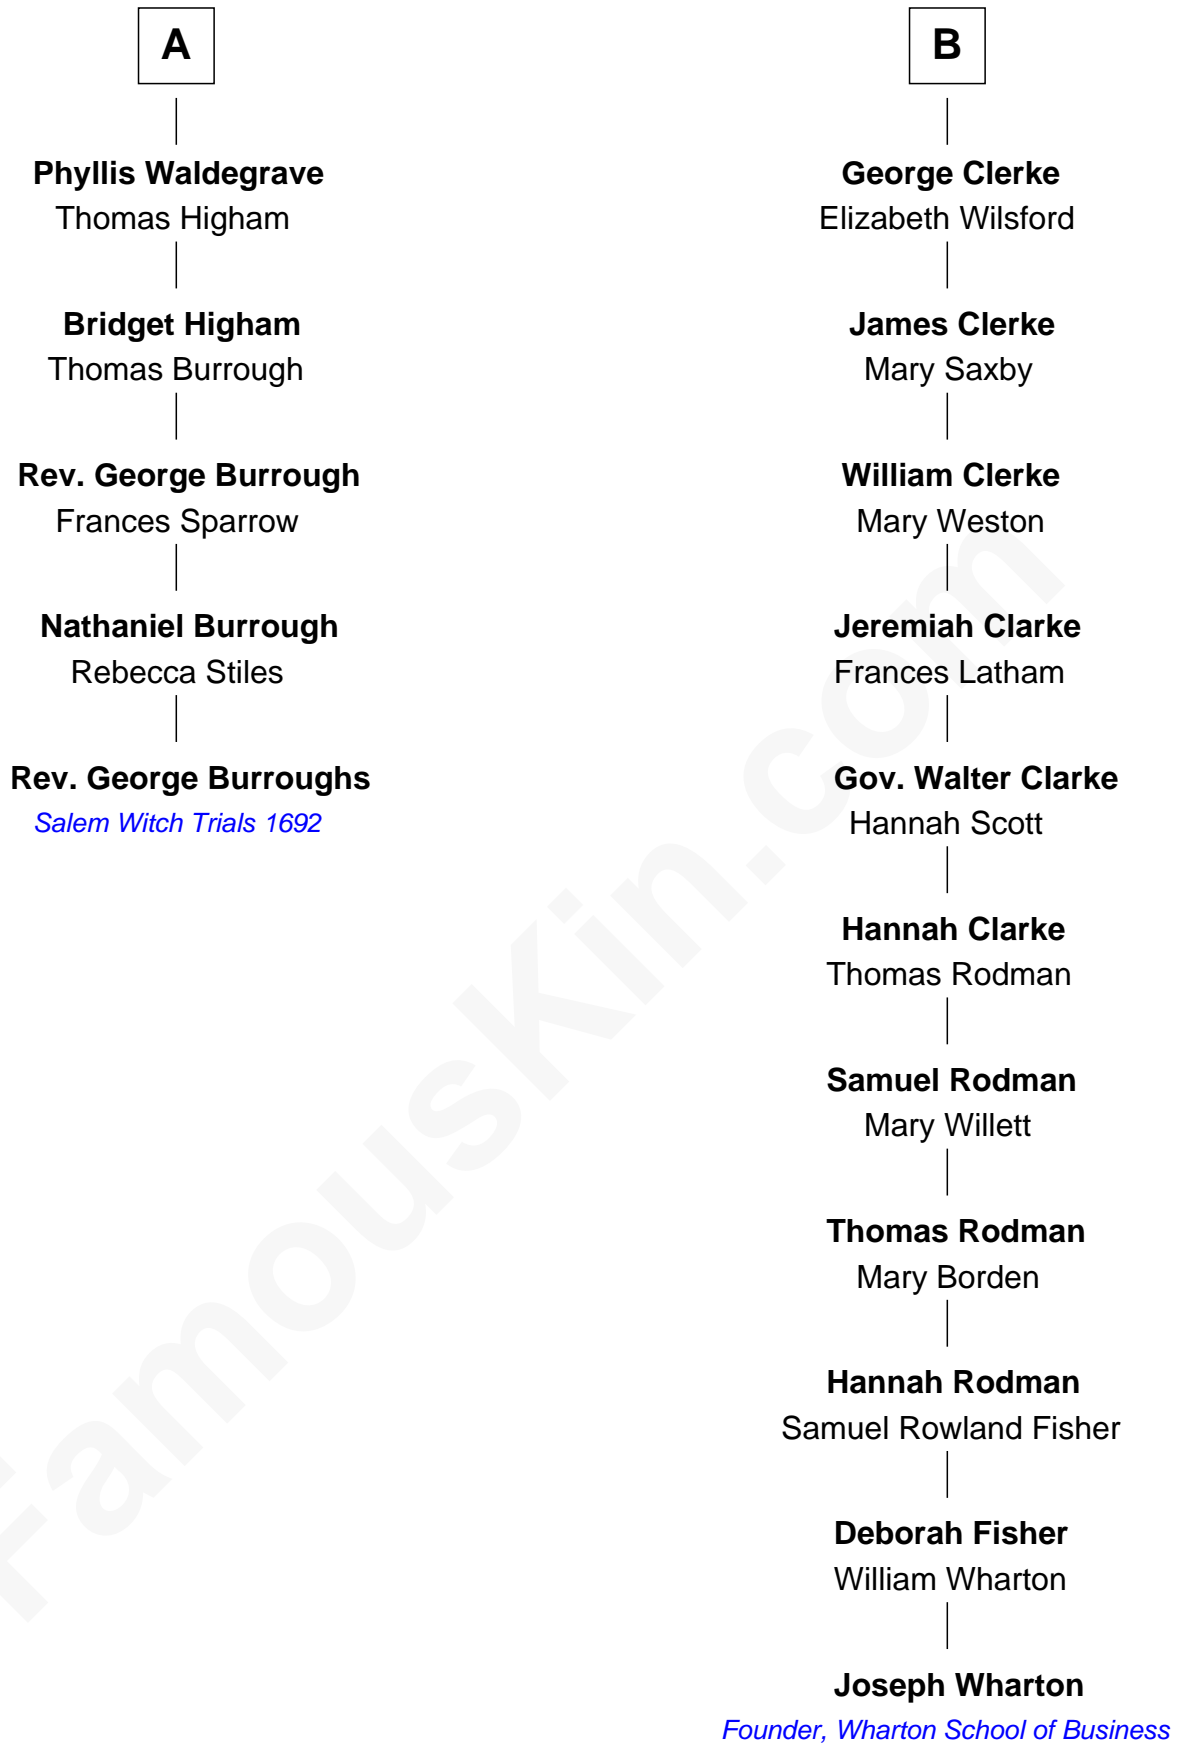 A
Phyllis Waldegrave
Thomas Higham
Bridget Higham
Thomas Burrough
Rev. George Burrough
Frances Sparrow
Nathaniel Burrough
Rebecca Stiles
Rev. George Burroughs
Salem Witch Trials 1692
B
George Clerke
Elizabeth Wilsford
James Clerke
Mary Saxby
William Clerke
Mary Weston
Jeremiah Clarke
Frances Latham
Gov. Walter Clarke
Hannah Scott
Hannah Clarke
Thomas Rodman
Samuel Rodman
Mary Willett
Thomas Rodman
Mary Borden
Hannah Rodman
Samuel Rowland Fisher
Deborah Fisher
William Wharton
Joseph Wharton
Founder, Wharton School of Business
FamousKin.com